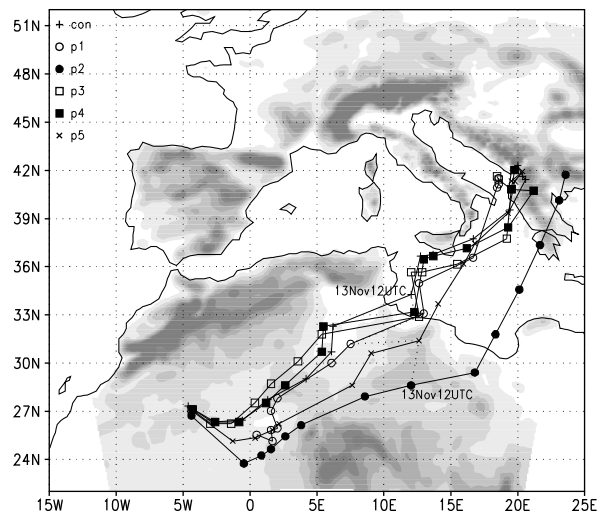 51N
48N
45N
42N
39N
36N
33N
30N
27N
24N
con
p1
p2
p3
p4
p5
13Nov12UTC
13Nov12UTC
15W 10W 5W 0 5E 10E 15E 20E 25E